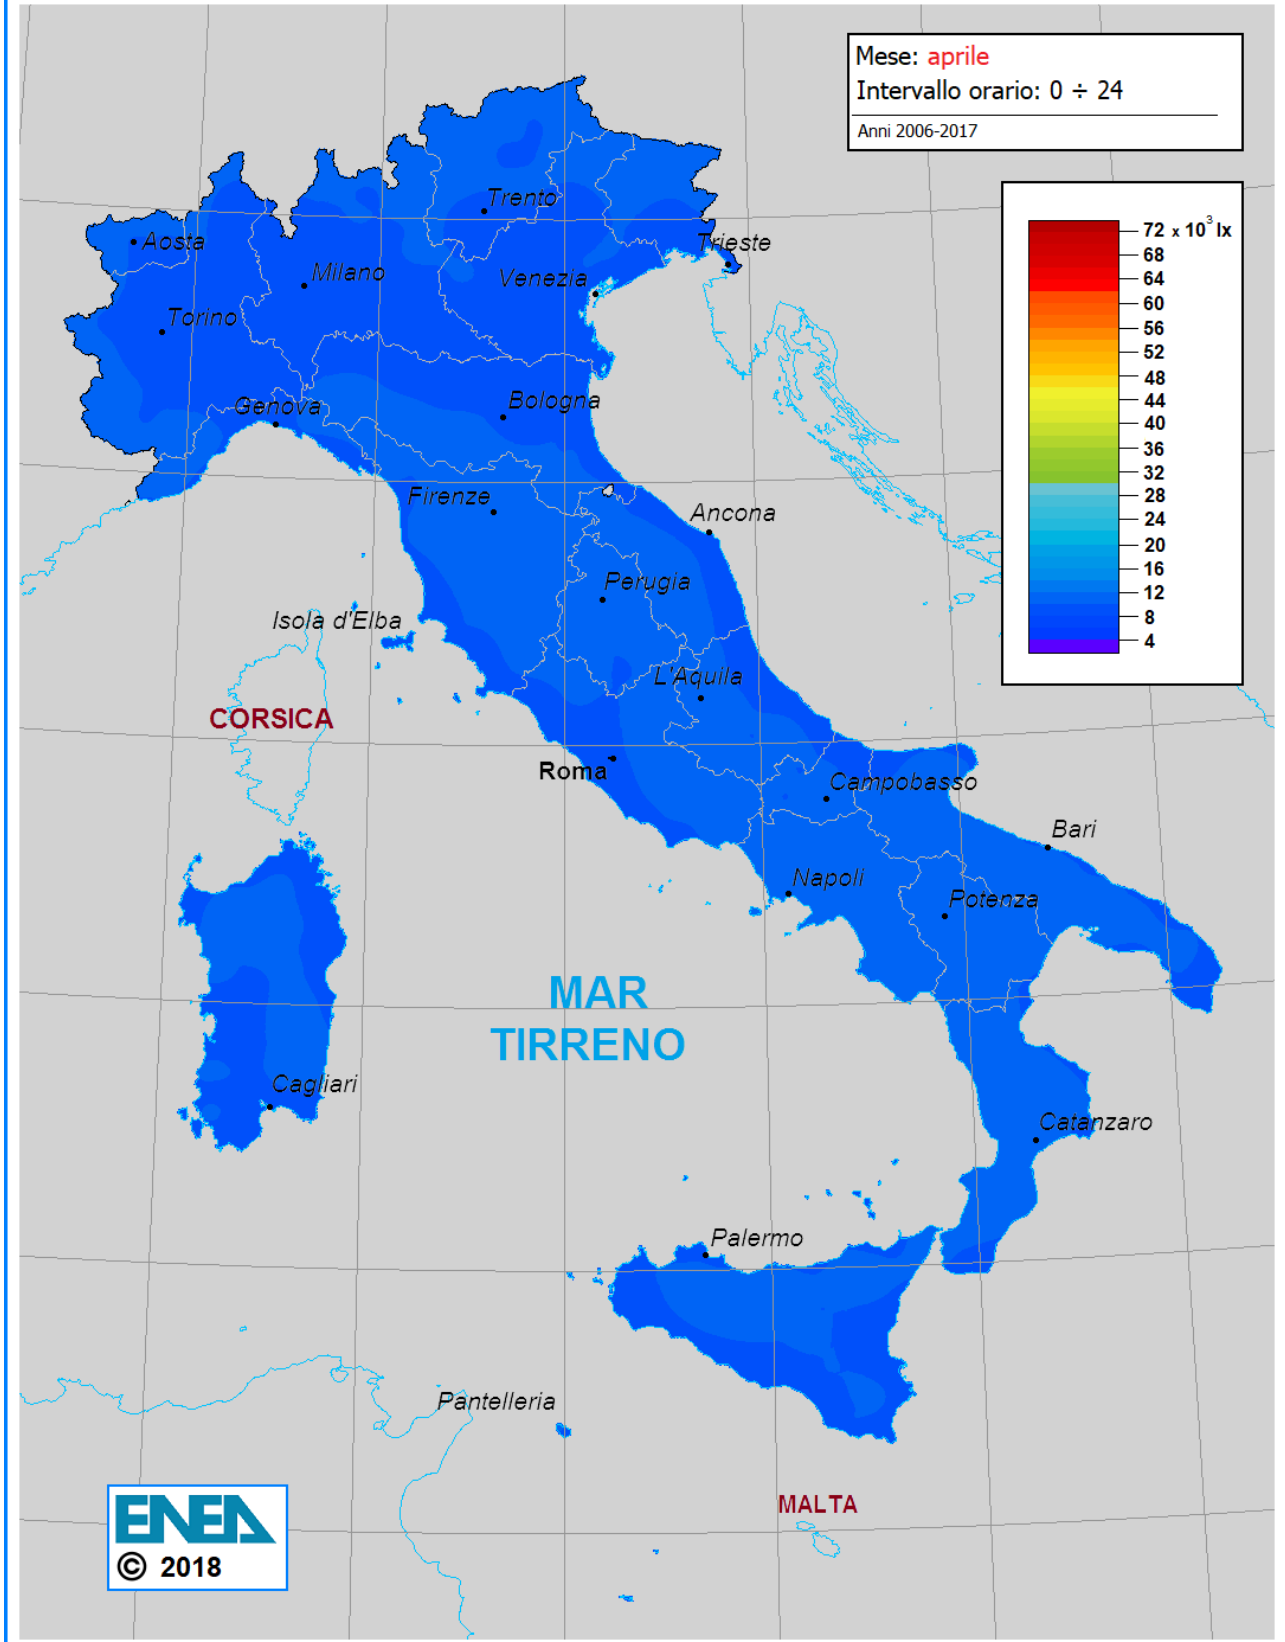 Mese: aprile
Intervallo orario: 0 ÷ 24
Anni 2006-2017
72 x 10³ lx
68
64
60
56
52
48
44
40
36
32
28
24
20
16
12
8
4
Trento
Aosta
Trieste
Milano
Venezia
Torino
Genova
Bologna
Firenze
Ancona
Perugia
Isola d'Elba
L'Aquila
CORSICA
Roma
Campobasso
Bari
Napoli
Potenza
MAR
TIRRENO
Cagliari
Catanzaro
Palermo
Pantelleria
MALTA
ENEA
© 2018